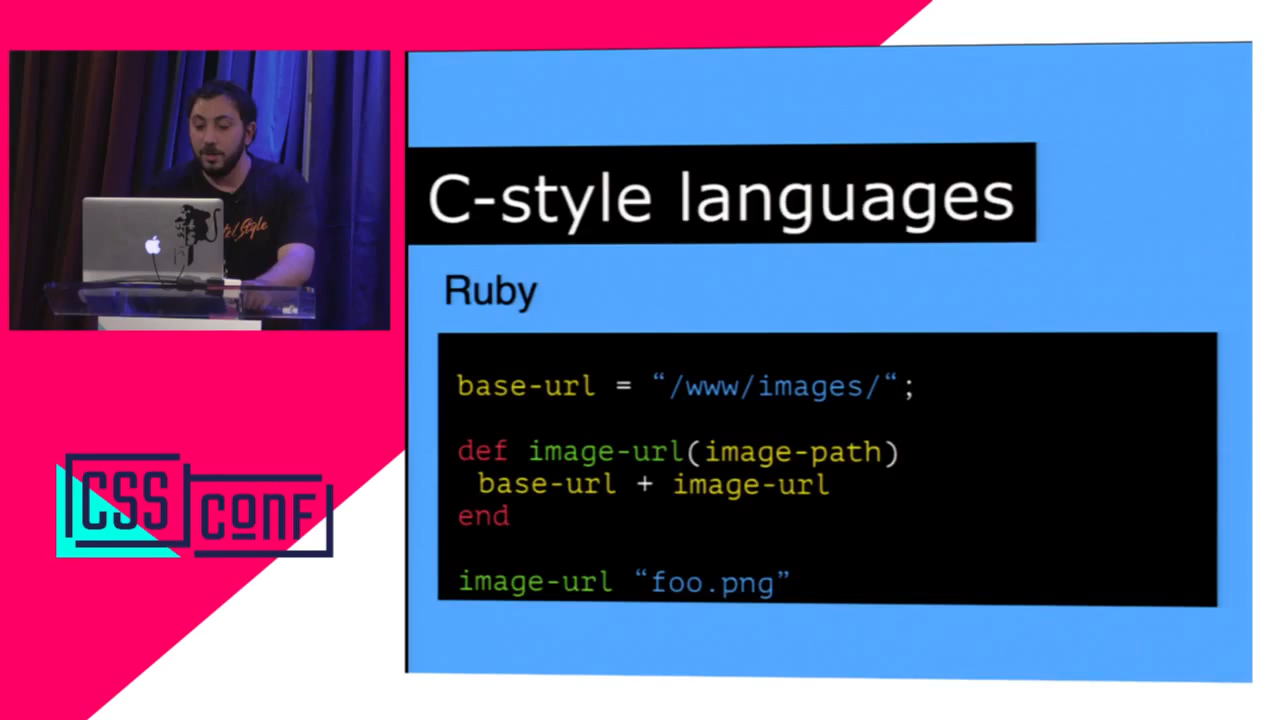 C-style languages
Ruby
base-url = “/www/images/“;
def image-url(image-path)
base-url + image-url
end
image-url “foo.png”
CSS
CONF